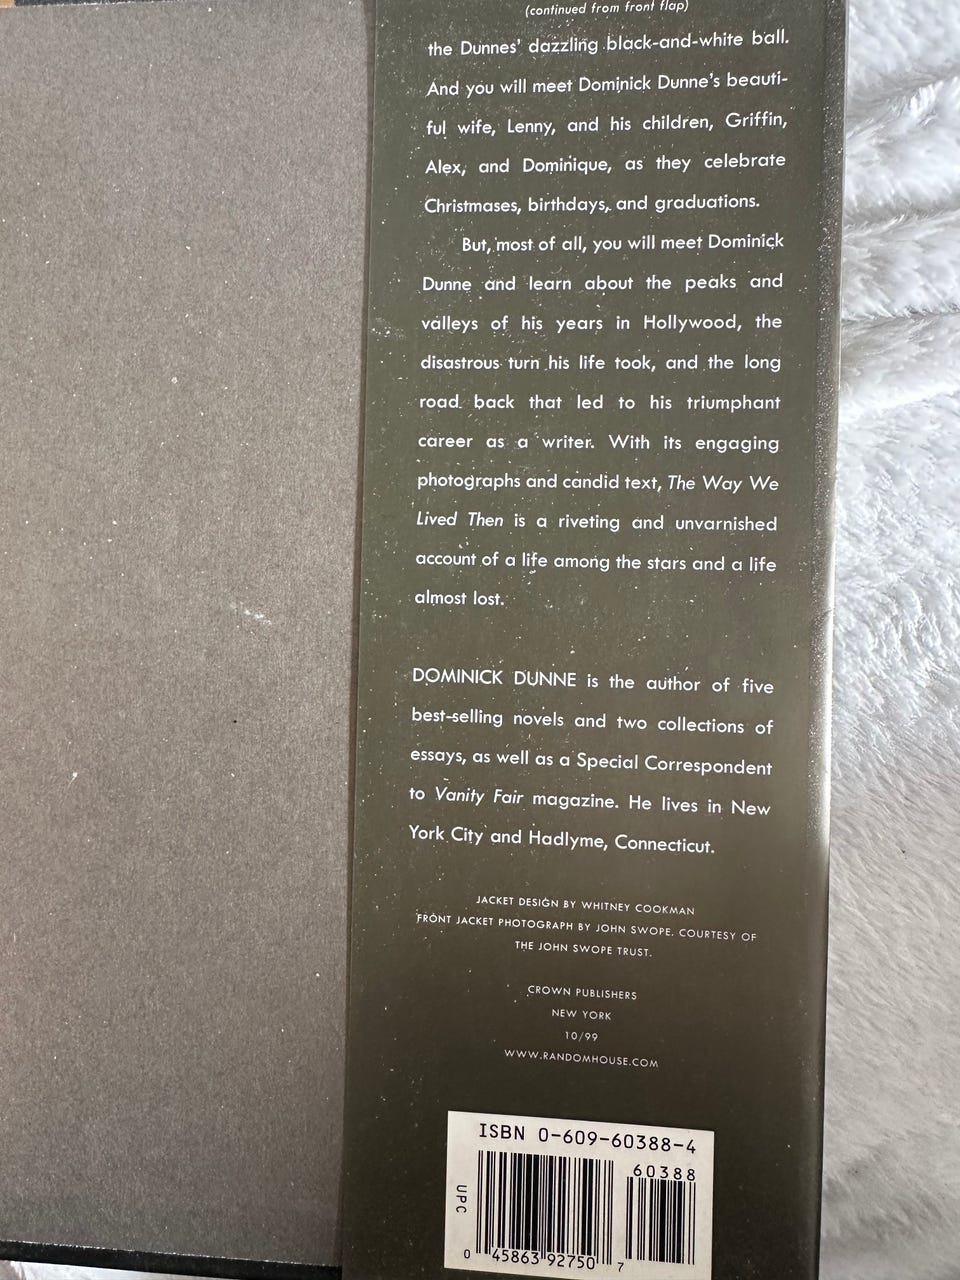 (continued from front flap)
the Dunnes' dazzling black-and-white ball.
And you will meet Dominick Dunne's beauti-
ful wife, Lenny, and his children, Griffin,
Alex, and Dominique, as they celebrate
Christmases, birthdays, and graduations.
But, most of all, you will meet Dominick
Dunne and learn about the peaks and
valleys of his years in Hollywood, the
disastrous turn his life took, and the long
road back that led to his triumphant
career as a writer. With its engaging
photographs and candid text, The Way We
Lived Then is a riveting and unvarnished
account of a life among the stars and a life
almost lost.
DOMINICK DUNNE is the author of five
best-selling novels and two collections of
essays, as well as a Special Correspondent
to Vanity Fair magazine. He lives in New
York City and Hadlyme, Connecticut.
JACKET DESIGN BY WHITNEY COOKMAN
FRONT JACKET PHOTOGRAPH BY JOHN SWOPE. COURTESY OF
THE JOHN SWOPE TRUST.
CROWN PUBLISHERS
NEW YORK
10/99
WWW.RANDOMHOUSE.COM
ISBN 0-609-60388-4
60388
UPC
0 45863 92750 7